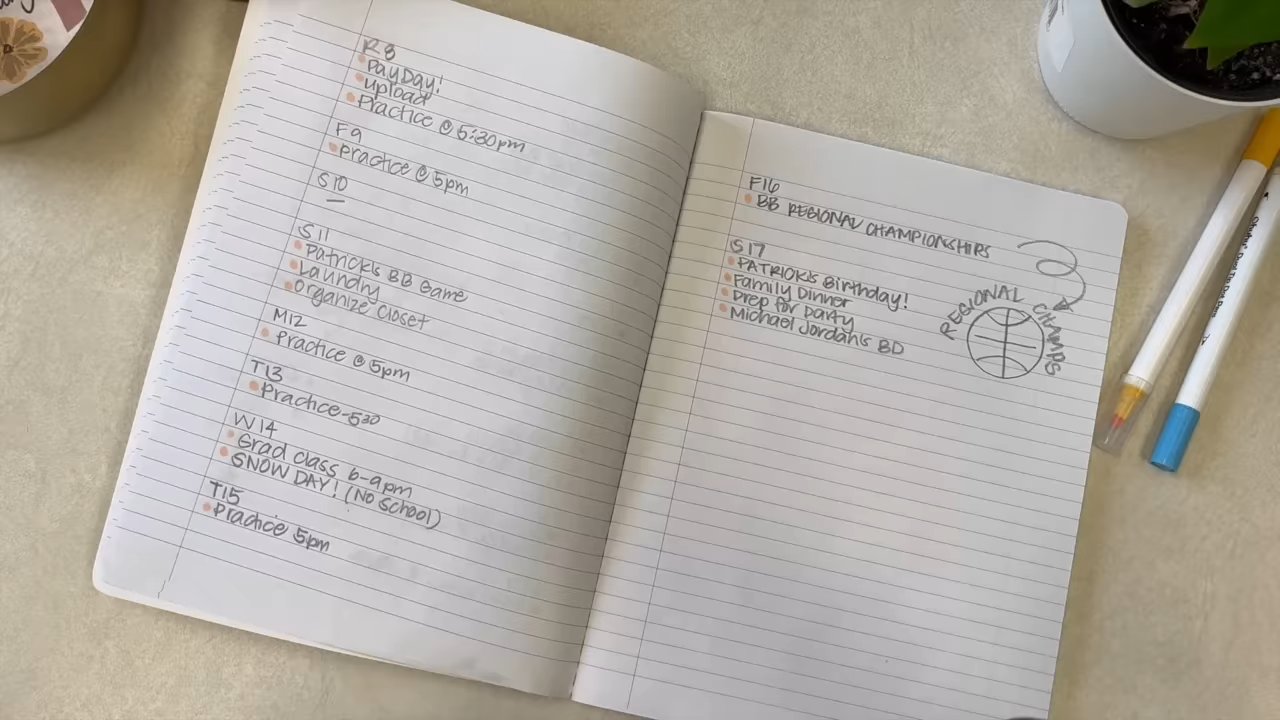 R8
PayDay!
upload
Practice @ 5:30pm
F9
Practice @ 5pm
S10
—
S11
Patrick's BB Game
Laundry
Organize Closet
M12
Practice @ 5pm
T13
Practice - 530
W14
Grad class 6-9pm
SNOW DAY! (No School)
T15
Practice 5pm
F16
BB REGIONAL CHAMPIONSHIPS
S17
PATRICK'S Birthday!
Family Dinner
Prep for party
Michael Jordan's BD
REGIONAL CHAMPS